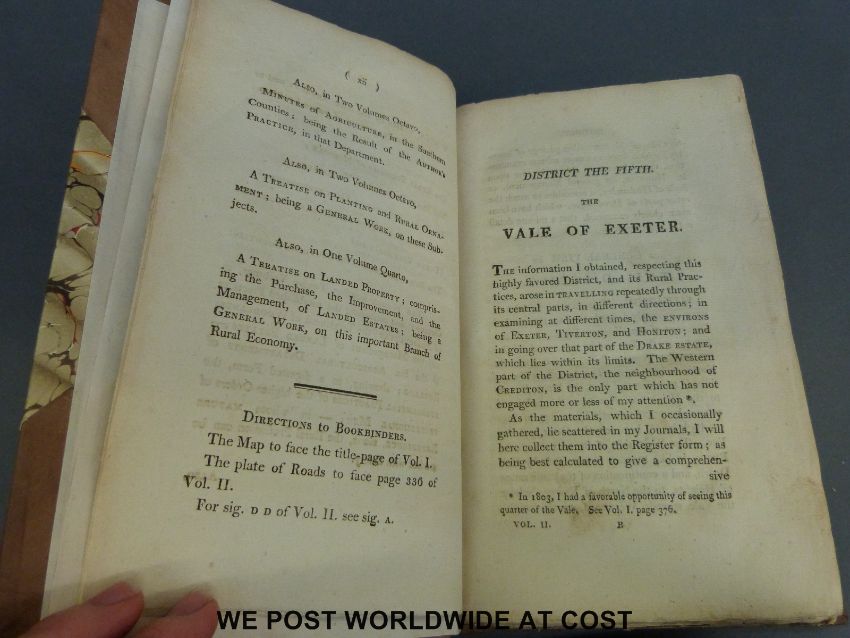 ( xii )
ALSO, in Two Volumes Octavo,
MINUTES of AGRICULTURE, in the Southern
Counties; being the Result of the AUTHOR'S
PRACTICE, in that Department.
ALSO, in Two Volumes Octavo,
A TREATISE on PLANTING and RURAL ORNA-
MENT; being a GENERAL WORK, on these Sub-
jects.
ALSO, in One Volume Quarto,
A TREATISE on LANDED PROPERTY; compris-
ing the Purchase, the Improvement, and the
Management, of LANDED ESTATES: being a
GENERAL WORK, on this important Branch of
Rural Economy.
DIRECTIONS TO BOOKBINDERS.
The Map to face the title-page of Vol. I.
The plate of Roads to face page 336 of
Vol. II.
For sig. D D of Vol. II. see sig. A.
DISTRICT THE FIFTH.
THE
VALE OF EXETER.
THE information I obtained, respecting this
highly favored District, and its Rural Prac-
tices, arose in TRAVELLING repeatedly through
its central parts, in different directions; in
examining at different times, the ENVIRONS
of EXETER, TIVERTON, and HONITON; and
in going over that part of the DRAKE ESTATE,
which lies within its limits. The Western
part of the District, the neighbourhood of
CREDITON, is the only part which has not
engaged more or less of my attention *.
As the materials, which I occasionally
gathered, lie scattered in my Journals, I will
here collect them into the Register form; as
being best calculated to give a comprehen-
sive
* In 1803, I had a favorable opportunity of seeing this
quarter of the Vale. See Vol. I. page 376.
VOL. II. B
WE POST WORLDWIDE AT COST